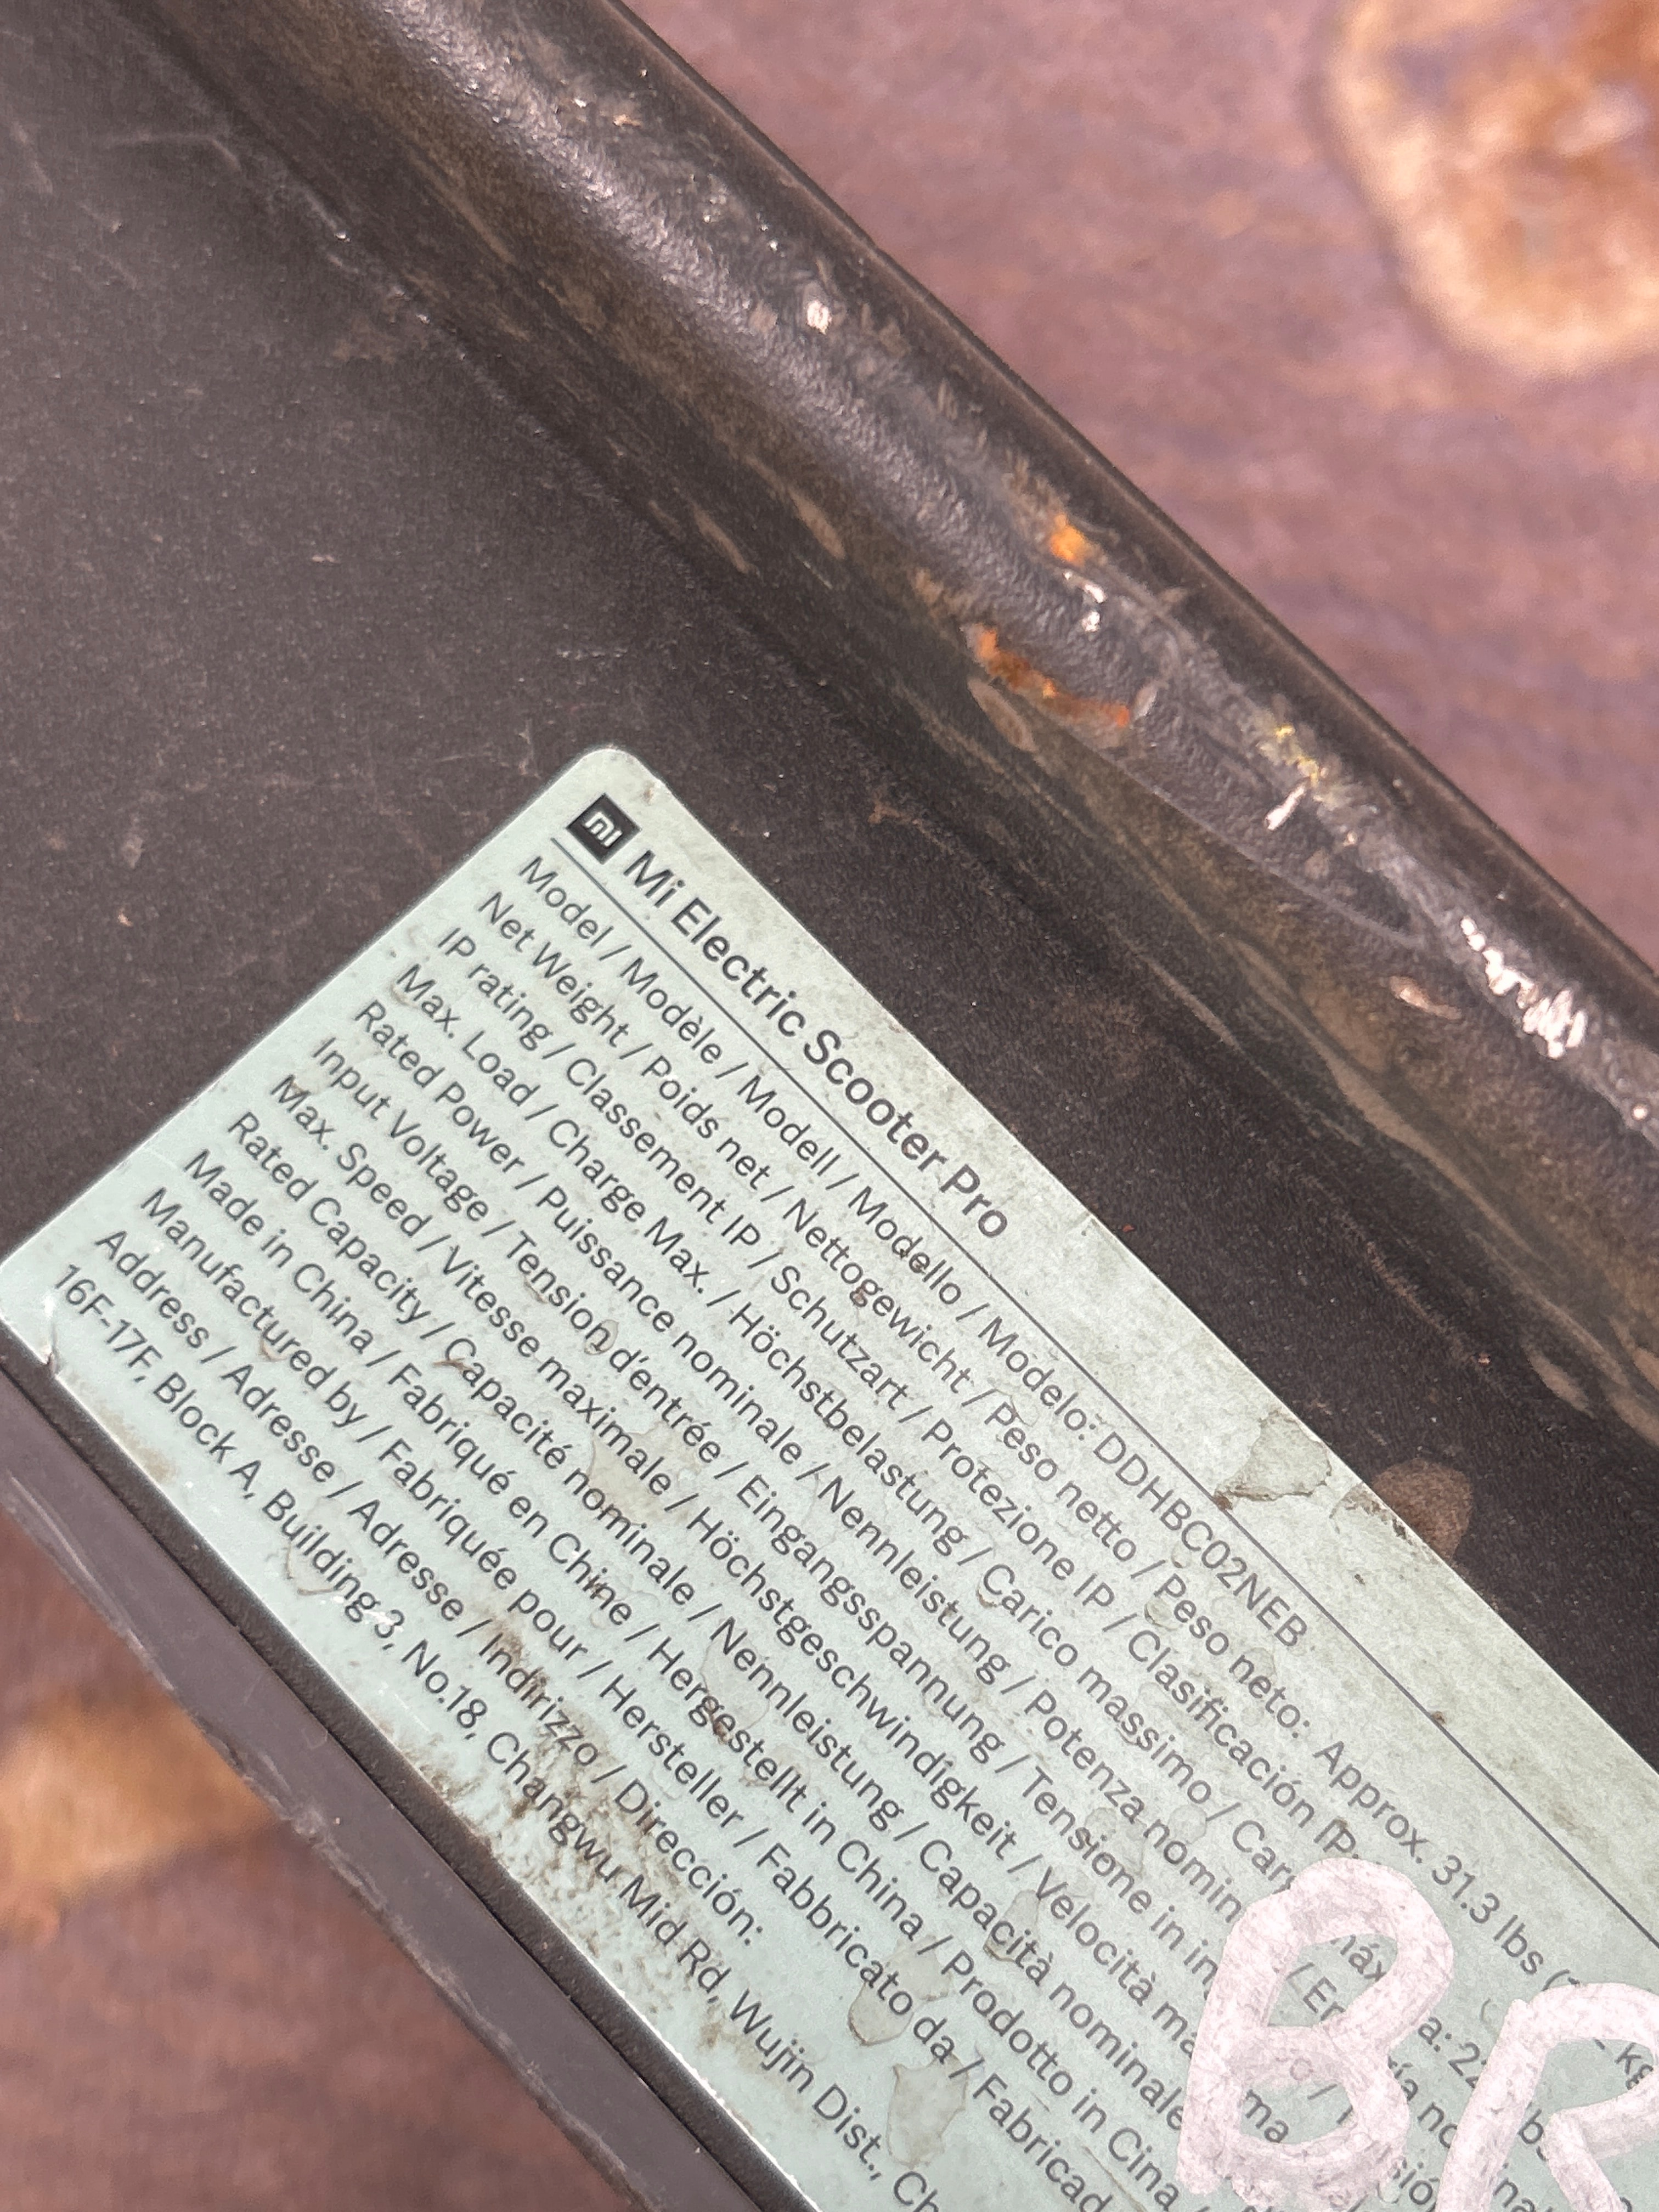 mi Mi Electric Scooter Pro
Model / Modèle / Modell / Modello / Modelo: DDHBC02NEB
Net Weight / Poids net / Nettogewicht / Peso netto / Peso neto: Approx. 31.3 lbs
IP rating / Classement IP / Schutzart / Protezione IP / Clasificación
Max. Load / Charge Max. / Höchstbelastung / Carico massimo /
Rated Power / Puissance nominale / Nennleistung / Potenza
Input Voltage / Tension d'entrée / Eingangsspannung / Tensione in
Max. Speed / Vitesse maximale / Höchstgeschwindigkeit / Velocità
Rated Capacity / Capacité nominale / Nennleistung / Capacità nominale
Made in China / Fabriqué en Chine / Hergestellt in China / Prodotto in Cina /
Manufactured by / Fabriquée pour / Hersteller / Fabbricato da /
Address / Adresse / Adresse / Indirizzo / Dirección:
16F-17F, Block A, Building 3, No.18, Changwu Mid Rd, Wujin Dist.,
BR